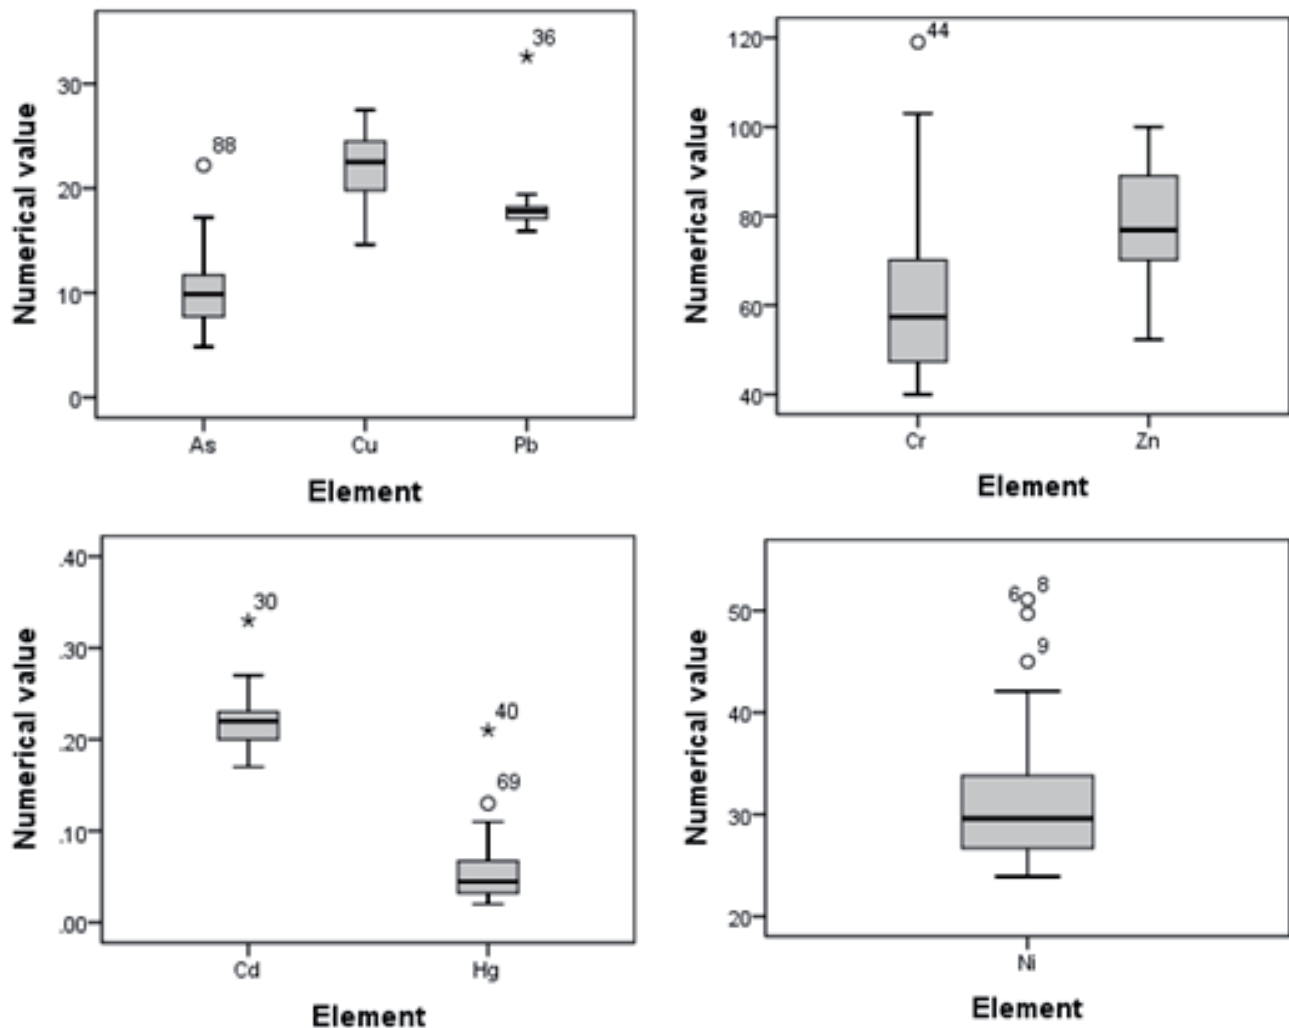 Numerical value
30
20
10
0
88
36
As Cu Pb
Element
Numerical value
120
100
80
60
40
44
Cr Zn
Element
Numerical value
.40
.30
.20
.10
.00
30
40
69
Cd Hg
Element
Numerical value
50
40
30
20
6 8
9
Ni
Element